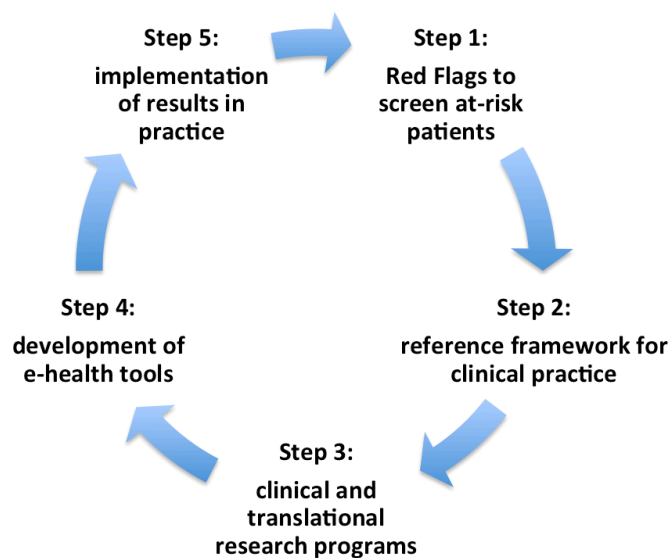 Step 1:
Red Flags to
screen at-risk
patients
Step 2:
reference framework for
clinical practice
Step 3:
clinical and
translational
research programs
Step 4:
development of
e-health tools
Step 5:
implementation
of results in
practice